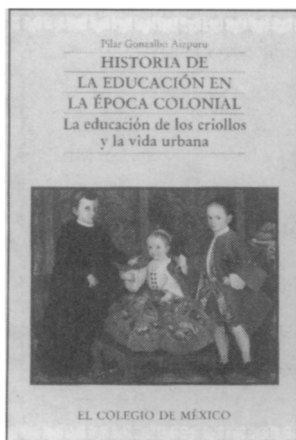 Pilar Gonzalbo Aizpuru
HISTORIA DE
LA EDUCACIÓN EN
LA ÉPOCA COLONIAL
La educación de los criollos
y la vida urbana
EL COLEGIO DE MÉXICO